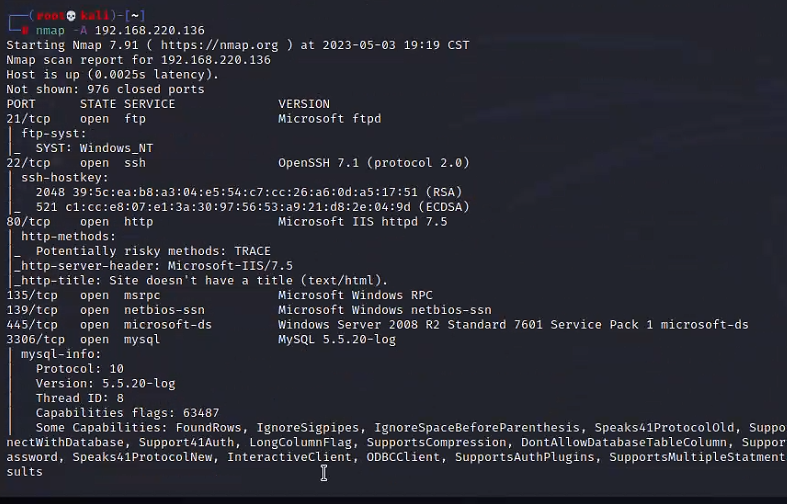 ┌──(root💀kali)-[~]
└─# nmap -A 192.168.220.136
Starting Nmap 7.91 ( https://nmap.org ) at 2023-05-03 19:19 CST
Nmap scan report for 192.168.220.136
Host is up (0.0025s latency).
Not shown: 976 closed ports
PORT     STATE SERVICE            VERSION
21/tcp   open  ftp                Microsoft ftpd
| ftp-syst:
|_  SYST: Windows_NT
22/tcp   open  ssh                OpenSSH 7.1 (protocol 2.0)
| ssh-hostkey:
|   2048 39:5c:ea:b8:a3:04:e5:54:c7:cc:26:a6:0d:a5:17:51 (RSA)
|_  521 c1:cc:e8:07:e1:3a:30:97:56:53:a9:21:d8:2e:04:9d (ECDSA)
80/tcp   open  http               Microsoft IIS httpd 7.5
| http-methods:
|_  Potentially risky methods: TRACE
|_http-server-header: Microsoft-IIS/7.5
|_http-title: Site doesn't have a title (text/html).
135/tcp  open  msrpc              Microsoft Windows RPC
139/tcp  open  netbios-ssn        Microsoft Windows netbios-ssn
445/tcp  open  microsoft-ds       Windows Server 2008 R2 Standard 7601 Service Pack 1 microsoft-ds
3306/tcp open  mysql              MySQL 5.5.20-log
| mysql-info:
|   Protocol: 10
|   Version: 5.5.20-log
|   Thread ID: 8
|   Capabilities flags: 63487
|   Some Capabilities: FoundRows, IgnoreSigpipes, IgnoreSpaceBeforeParenthesis, Speaks41ProtocolOld, Suppo
nnectWithDatabase, Support41Auth, LongColumnFlag, SupportsCompression, DontAllowDatabaseTableColumn, Suppor
assword, Speaks41ProtocolNew, InteractiveClient, ODBCClient, SupportsAuthPlugins, SupportsMultipleStatment
sults